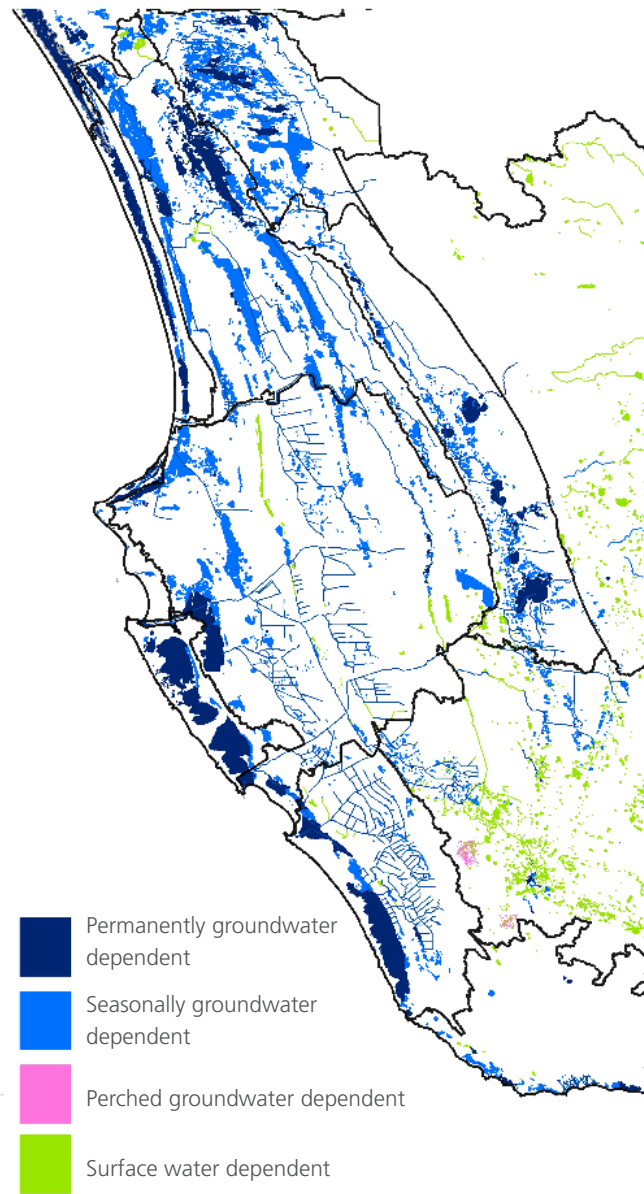 Permanently groundwater
dependent
Seasonally groundwater
dependent
Perched groundwater dependent
Surface water dependent